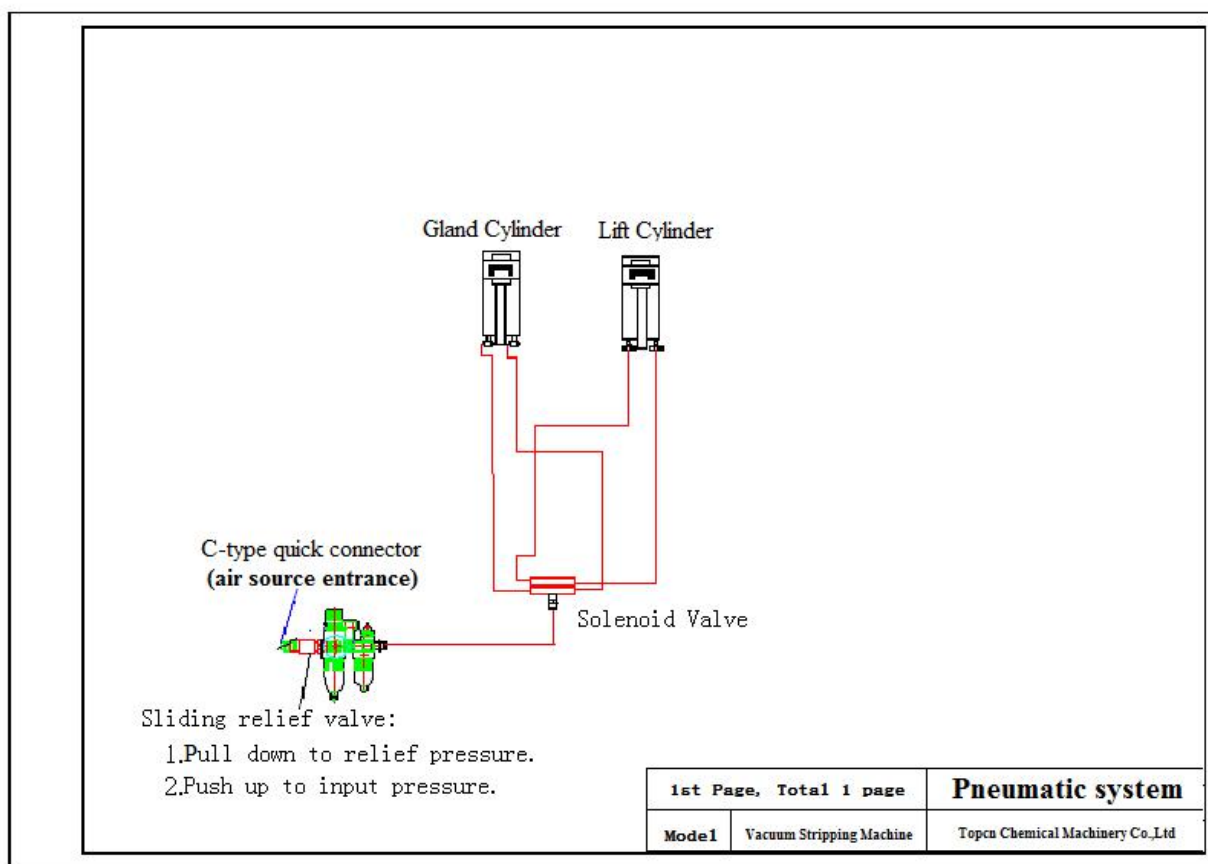 Gland Cylinder
Lift Cylinder
C-type quick connector
(air source entrance)
Solenoid Valve
Sliding relief valve:
1.Pull down to relief pressure.
2.Push up to input pressure.
1st Page, Total 1 page
Pneumatic system
Model
Vacuum Stripping Machine
Topcn Chemical Machinery Co.,Ltd